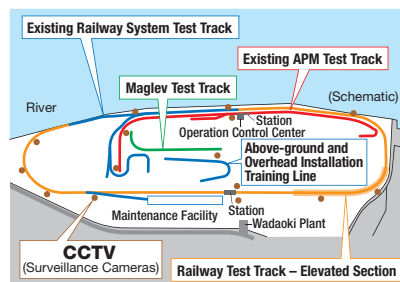 Existing Railway System Test Track
Existing APM Test Track
Maglev Test Track
River
(Schematic)
Station
Operation Control Center
Above-ground and
Overhead Installation
Training Line
Maintenance Facility
Station
Wadaoki Plant
CCTV
(Surveillance Cameras)
Railway Test Track – Elevated Section